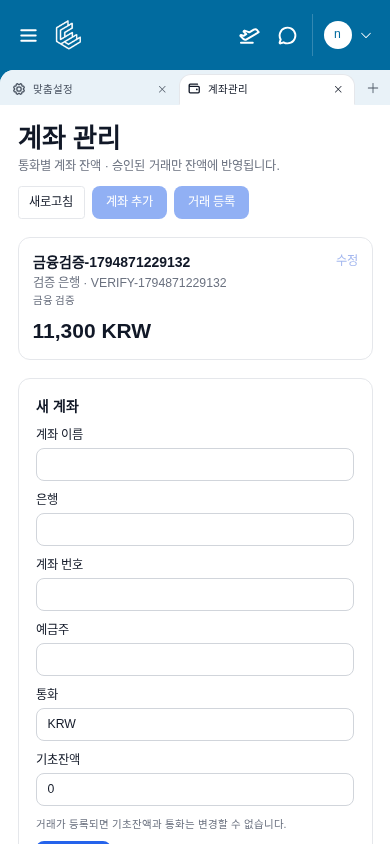 n
맞춤설정
계좌관리
계좌 관리
통화별 계좌 잔액 · 승인된 거래만 잔액에 반영됩니다.
새로고침 계좌 추가 거래 등록
금융검증-1794871229132 수정
검증 은행 · VERIFY-1794871229132
금융 검증
11,300 KRW
새 계좌
계좌 이름
은행
계좌 번호
예금주
통화
KRW
기초잔액
0
거래가 등록되면 기초잔액과 통화는 변경할 수 없습니다.